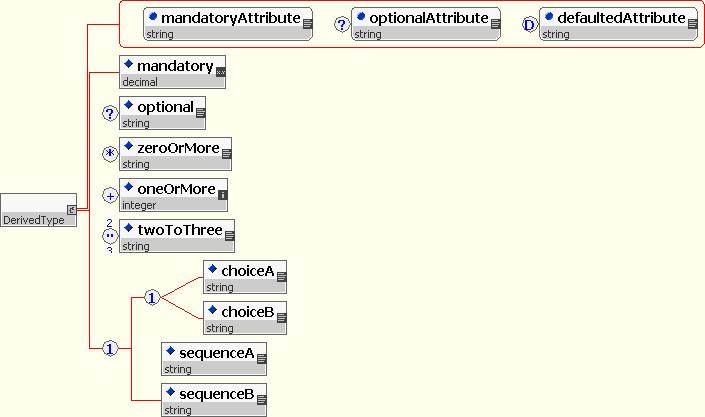 mandatoryAttribute
string
? optionalAttribute
string
D defaultedAttribute
string
mandatory
decimal x.y
? optional
string
* zeroOrMore
string
+ oneOrMore
integer i
2 .. 3 twoToThree
string
DerivedType c
1 choiceA
string
choiceB
string
1 sequenceA
string
sequenceB
string